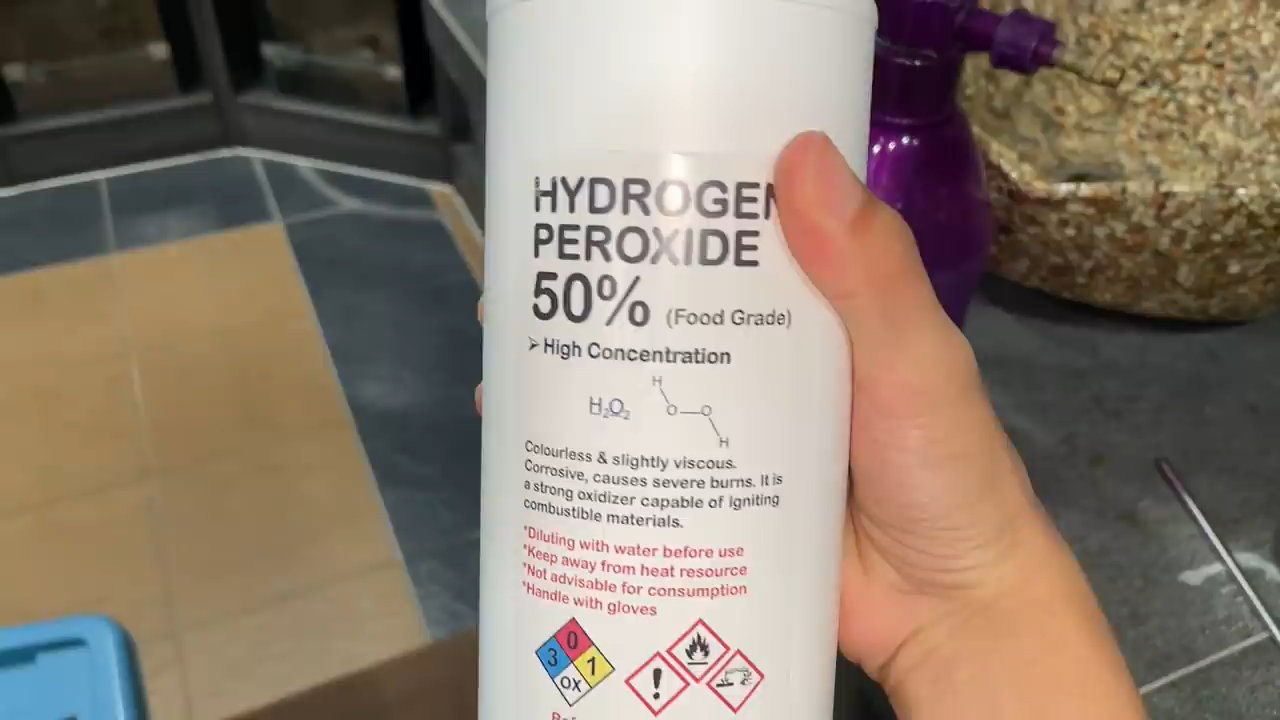 HYDROGEN
PEROXIDE
50% (Food Grade)
➢ High Concentration
H
H₂O₂ O—O
H
Colourless & slightly viscous.
Corrosive, causes severe burns. It is
a strong oxidizer capable of igniting
combustible materials.
*Diluting with water before use
*Keep away from heat resource
*Not advisable for consumption
*Handle with gloves
0
3 1
OX
!